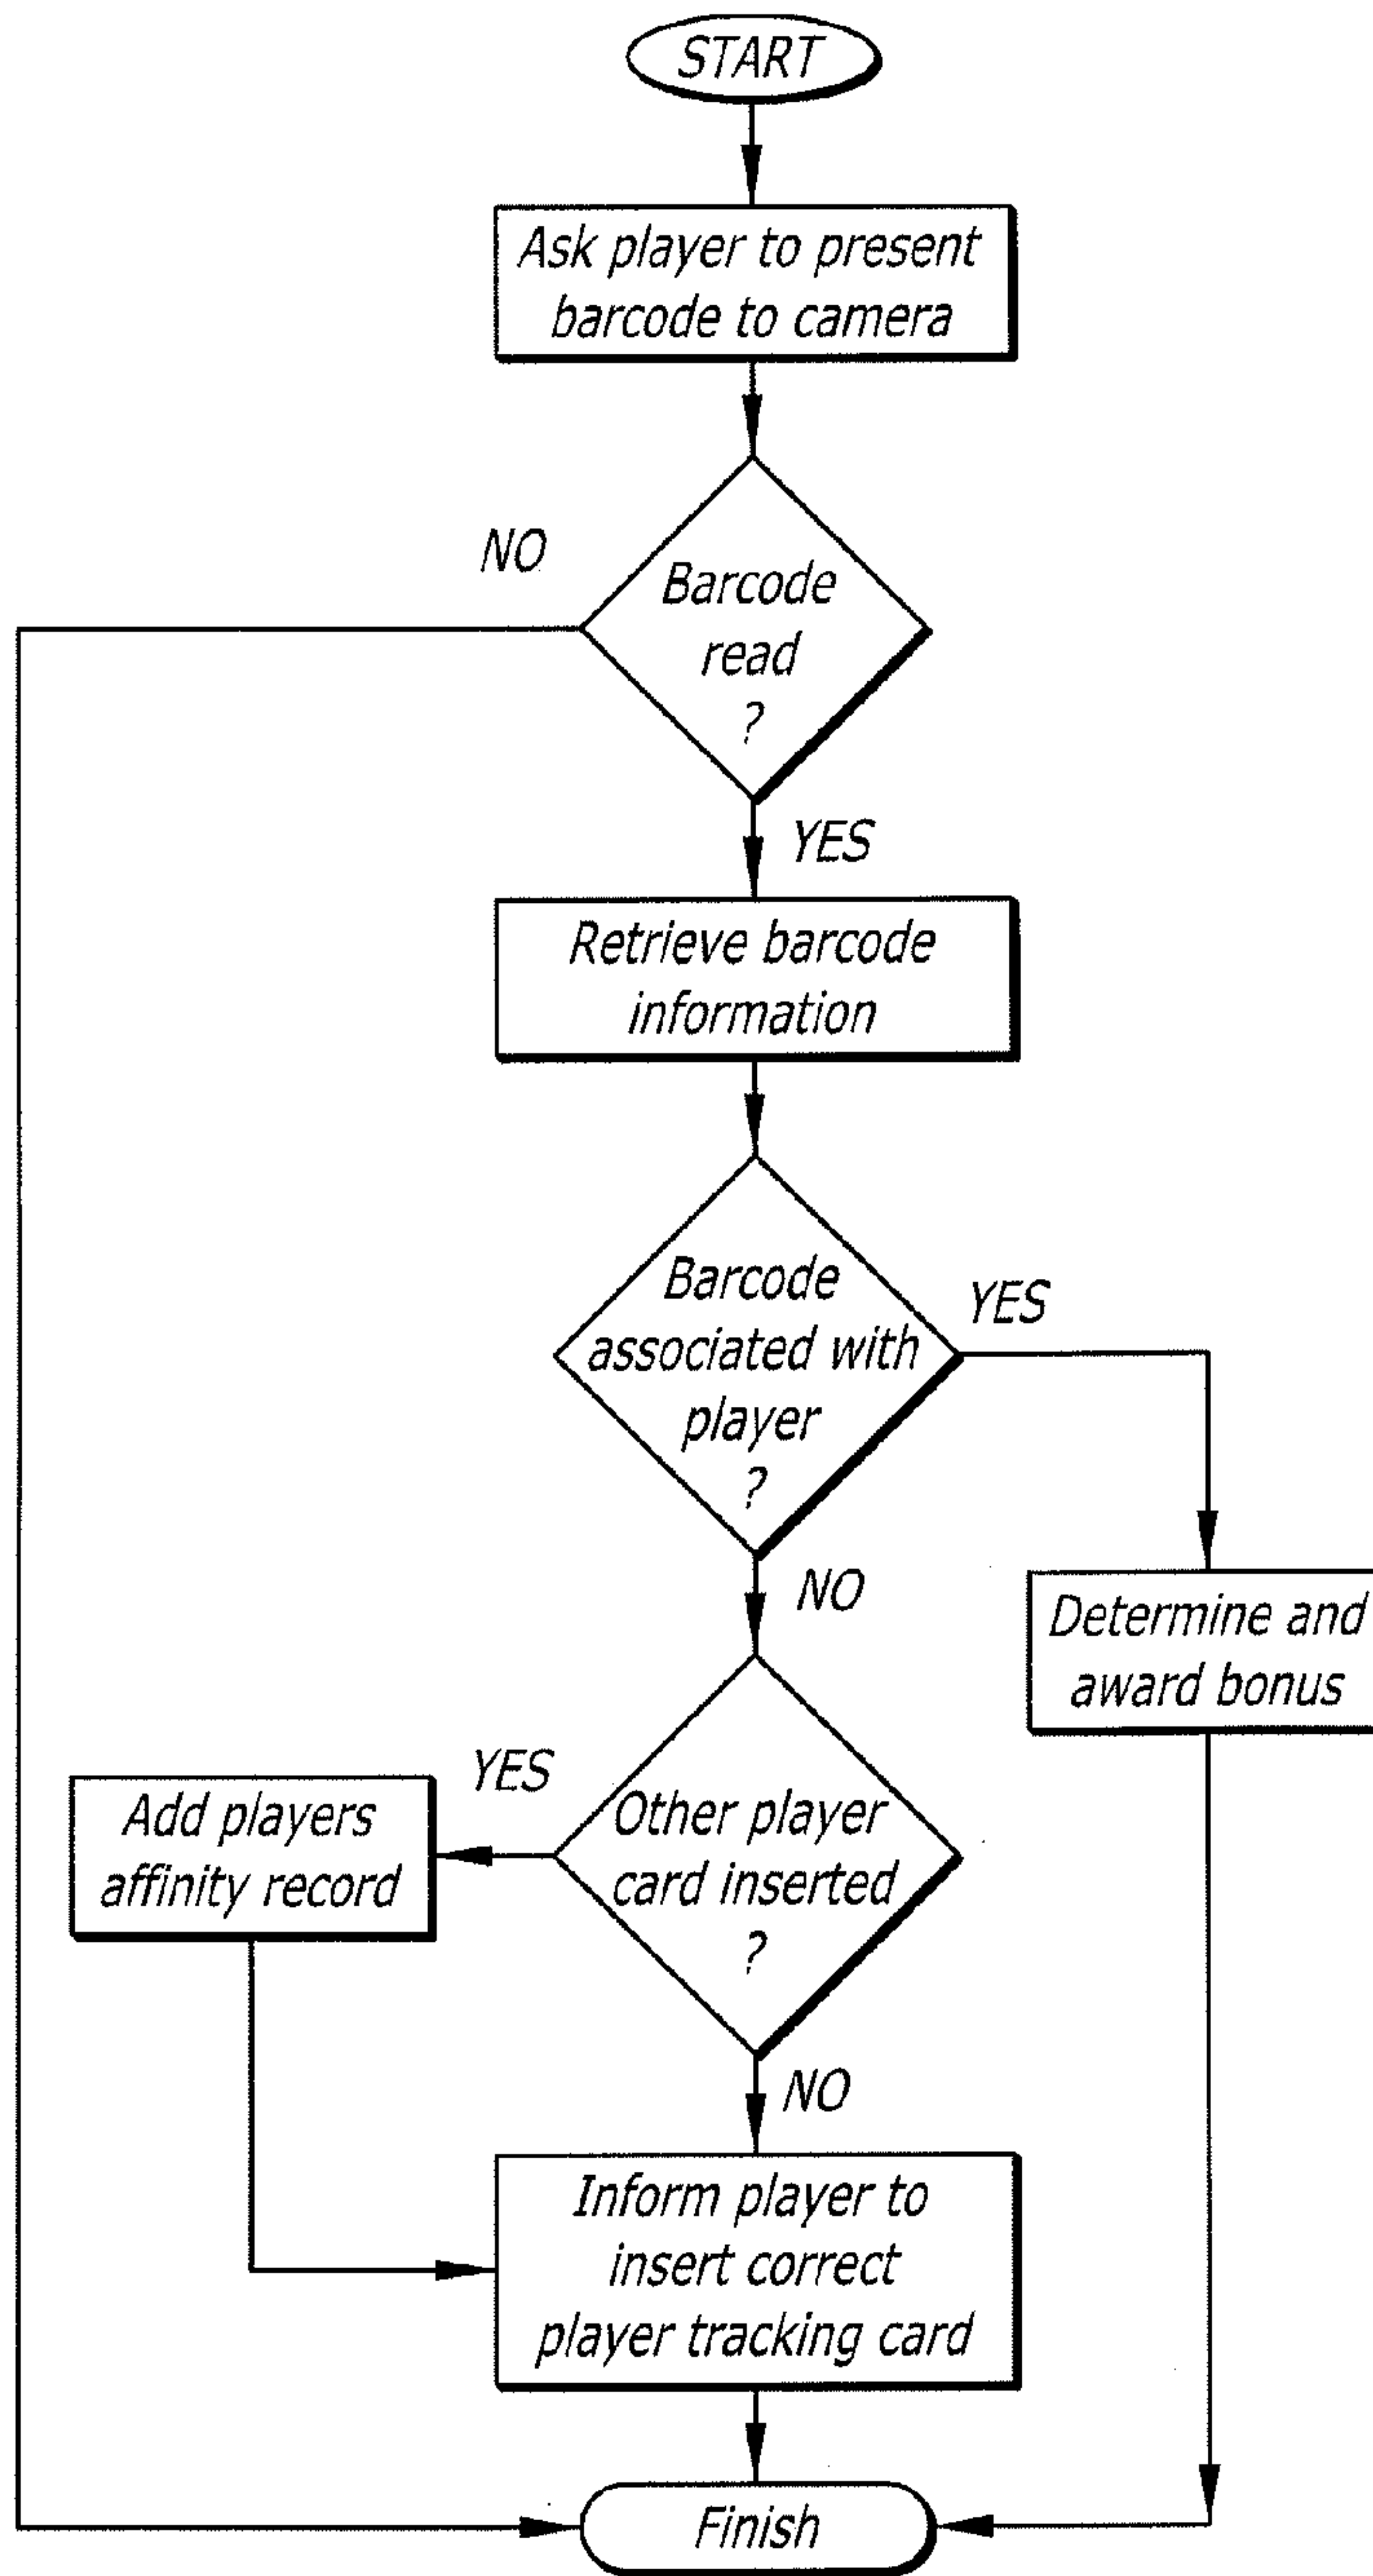 START
Ask player to present
barcode to camera
NO
Barcode
read
?
YES
Retrieve barcode
information
Barcode
associated with
player
?
YES
NO
Determine and
award bonus
YES
Add players
affinity record
Other player
card inserted
?
NO
Inform player to
insert correct
player tracking card
Finish